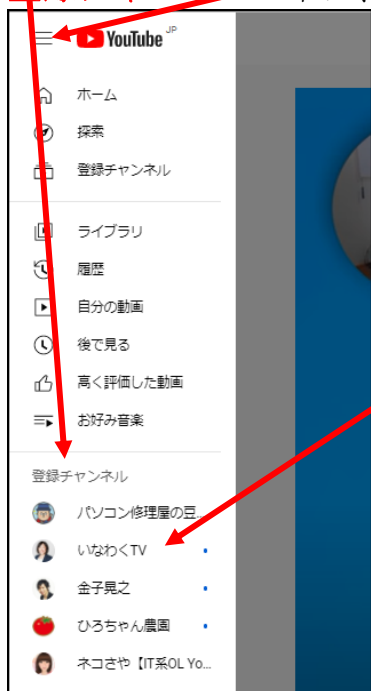 YouTube JP
ホーム
探索
登録チャンネル
ライブラリ
履歴
自分の動画
後で見る
高く評価した動画
お好み音楽
登録チャンネル
パソコン修理屋の豆...
いなわくTV
金子晃之
ひろちゃん農園
ネコさや【IT系OL Yo...